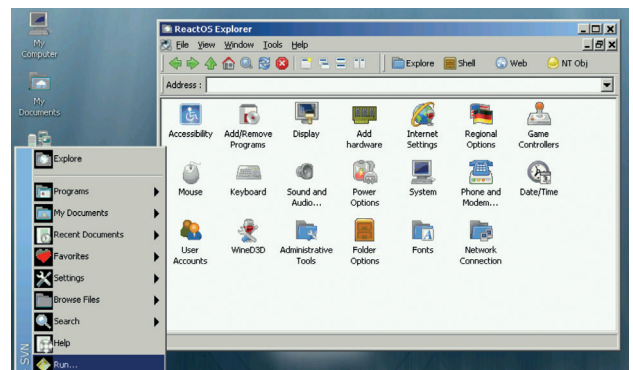 My
Computer
My
Documents
ReactOS Explorer
File View Window Tools Help
Explore Shell Web NT Obj
Address :
Accessibility
Add/Remove
Programs
Display
Add
hardware
Internet
Settings
Regional
Options
Game
Controllers
Mouse
Keyboard
Sound and
Audio...
Power
Options
System
Phone and
Modem...
Date/Time
User
Accounts
WineD3D
Administrative
Tools
Folder
Options
Fonts
Network
Connection
Explore
Programs
My Documents
Recent Documents
Favorites
Settings
Browse Files
Search
Help
Run...
SVN